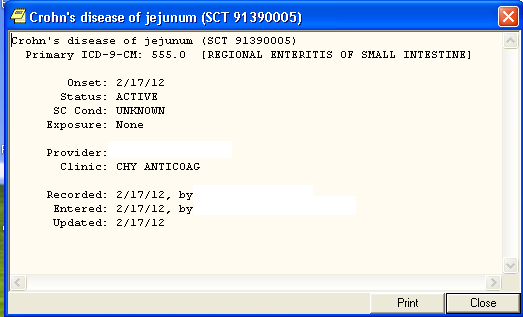 Crohn's disease of jejunum (SCT 91390005)
Crohn's disease of jejunum (SCT 91390005)
Primary ICD-9-CM: 555.0 [REGIONAL ENTERITIS OF SMALL INTESTINE]
Onset: 2/17/12
Status: ACTIVE
SC Cond: UNKNOWN
Exposure: None
Provider:
Clinic: CHY ANTICOAG
Recorded: 2/17/12, by
Entered: 2/17/12, by
Updated: 2/17/12
Print Close